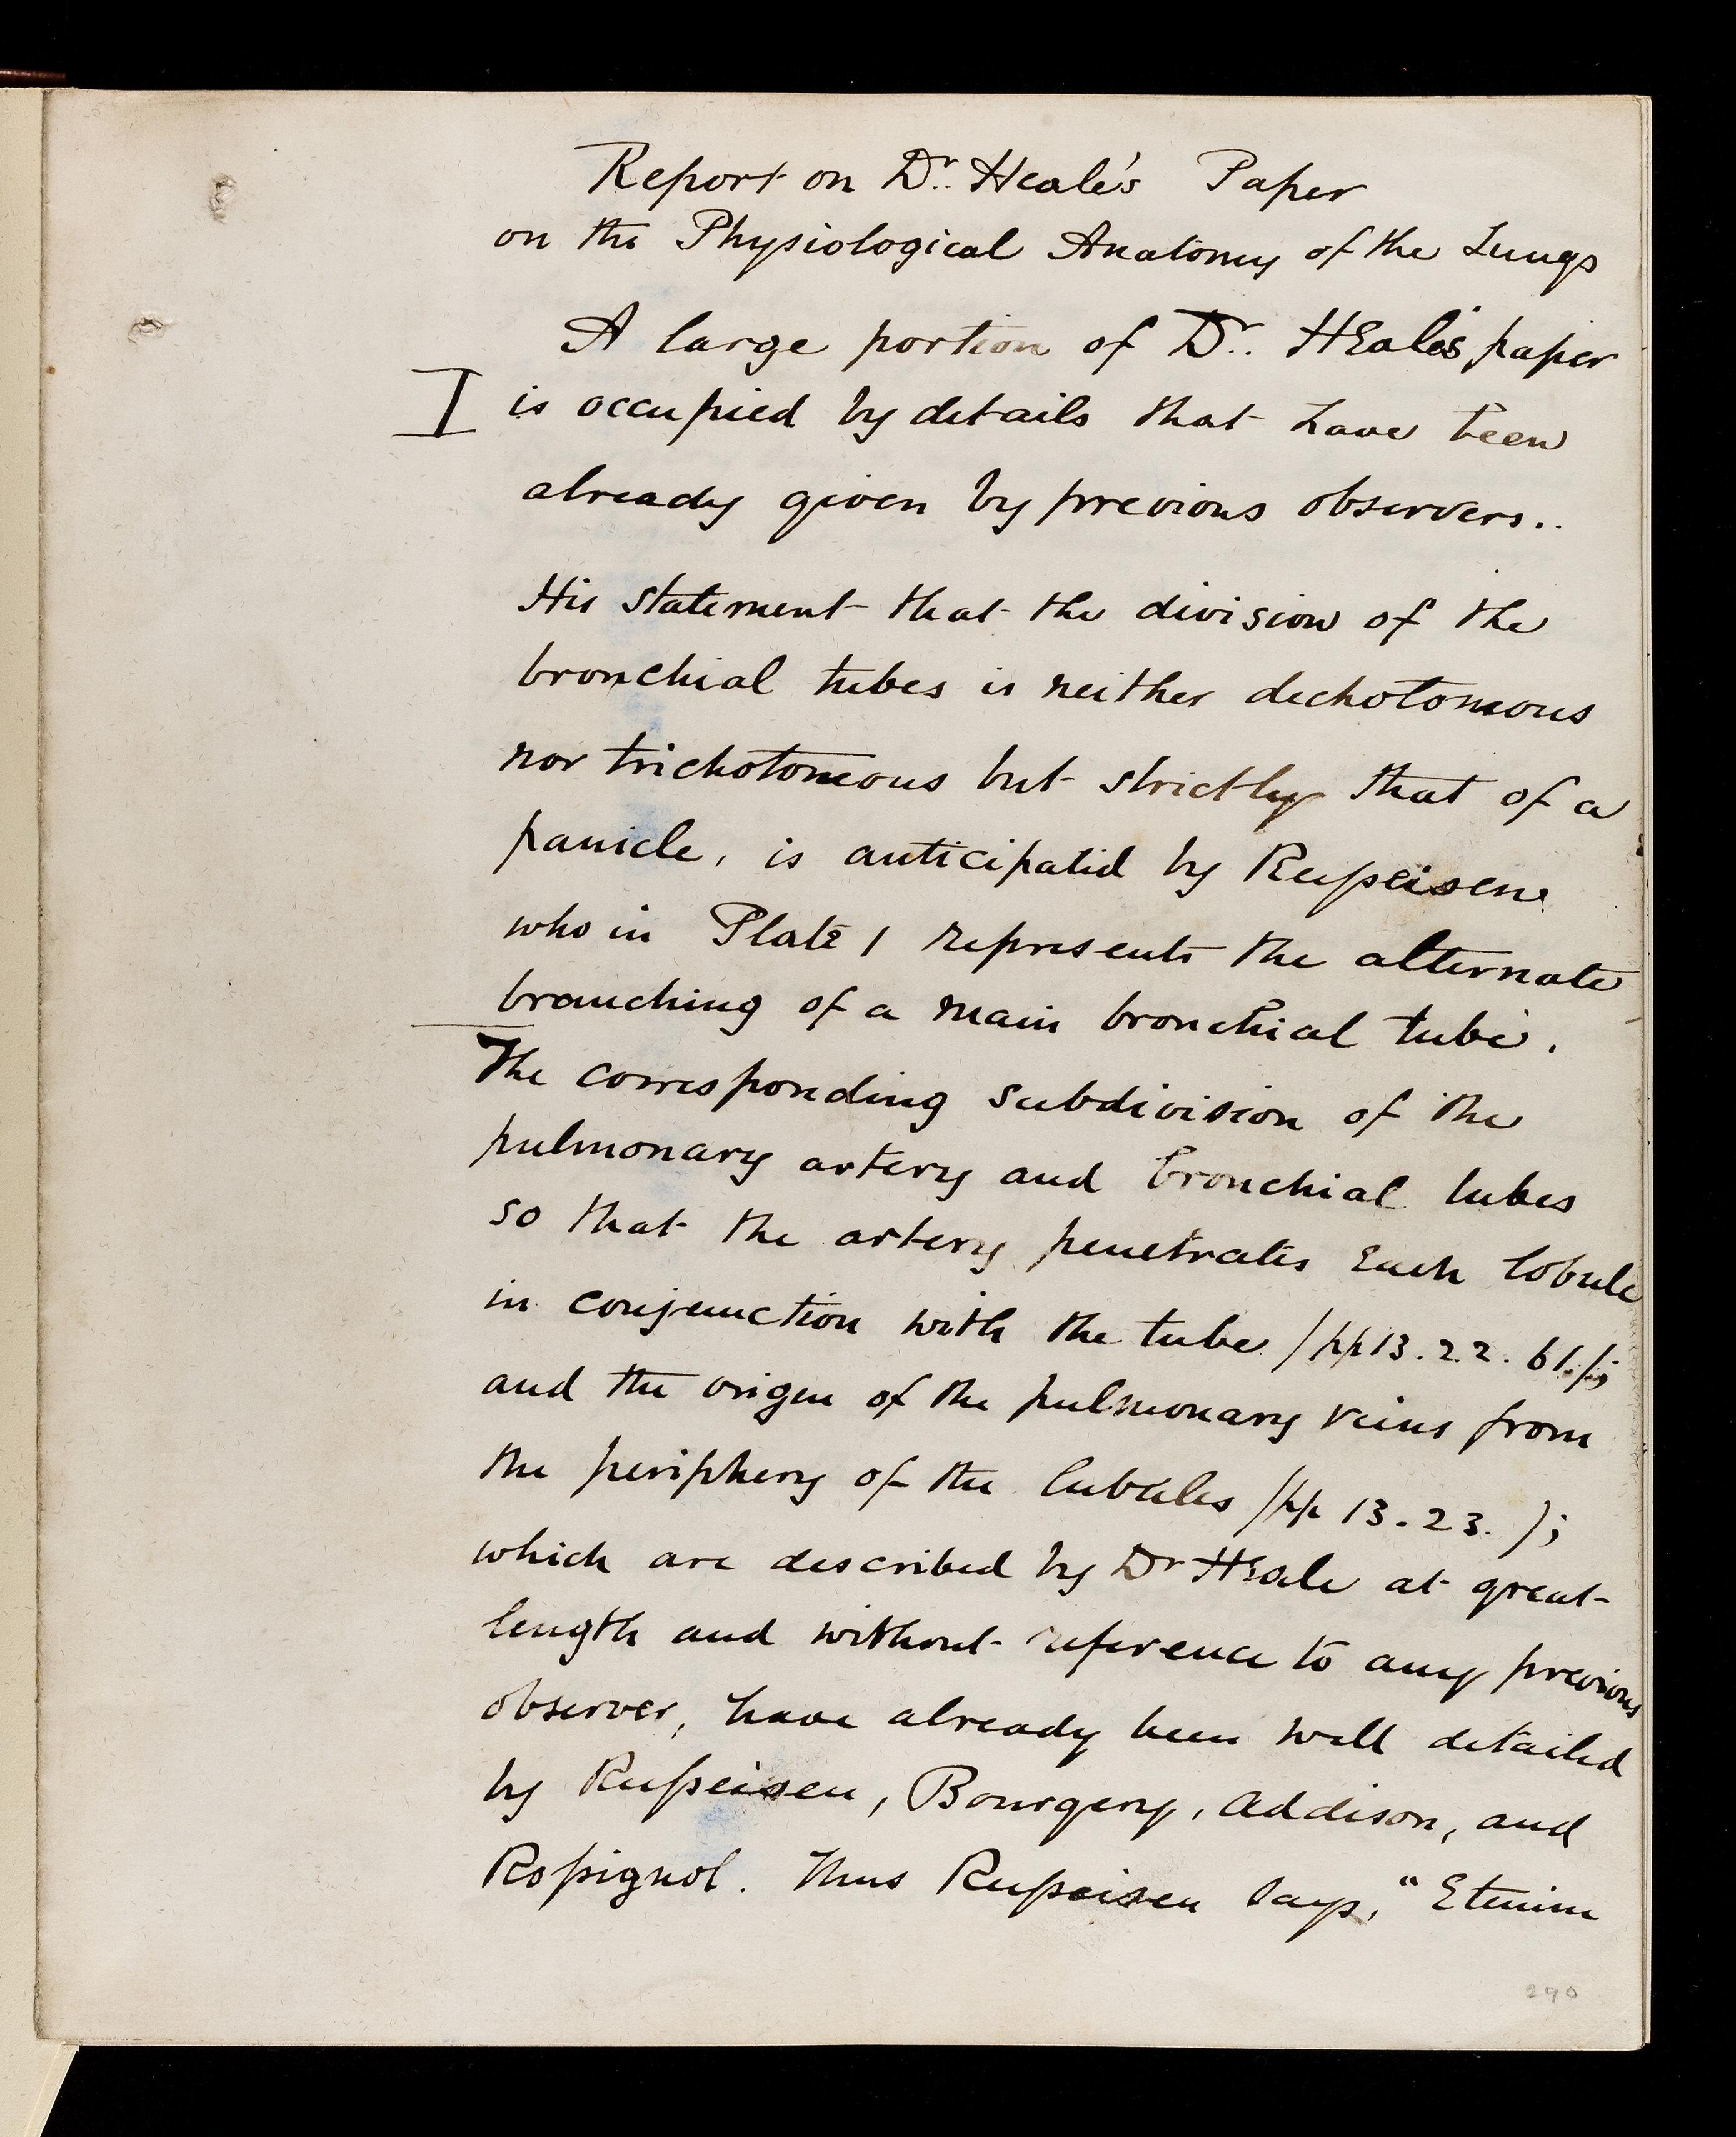 Report on Dr. Heale's Paper
on the Physiological Anatomy of the Lungs
A large portion of Dr. HEale's paper
I is occupied by details that have been
already given by previous observers..
His statement that the division of the
bronchial tubes is neither dechotomous
nor trichotomous but strictly that of a
panicle, is anticipated by Reisseisen
who in Plate 1 represents the alternate
branching of a main bronchial tube.
The corresponding subdivision of the
pulmonary artery and bronchial tubes
so that the artery penetrates Each lobule
in conjunction with the tube (pp 13.22.61.);
and the origin of the pulmonary veins from
the periphery of the lubules (pp 13.23.);
which are described by Dr Heale at great
length and without reference to any previous
observer, have already been well detailed
by Reisseisen, Bourgery, Addison, and
Rossignol. Thus Reisseisen says, "Etenim
290